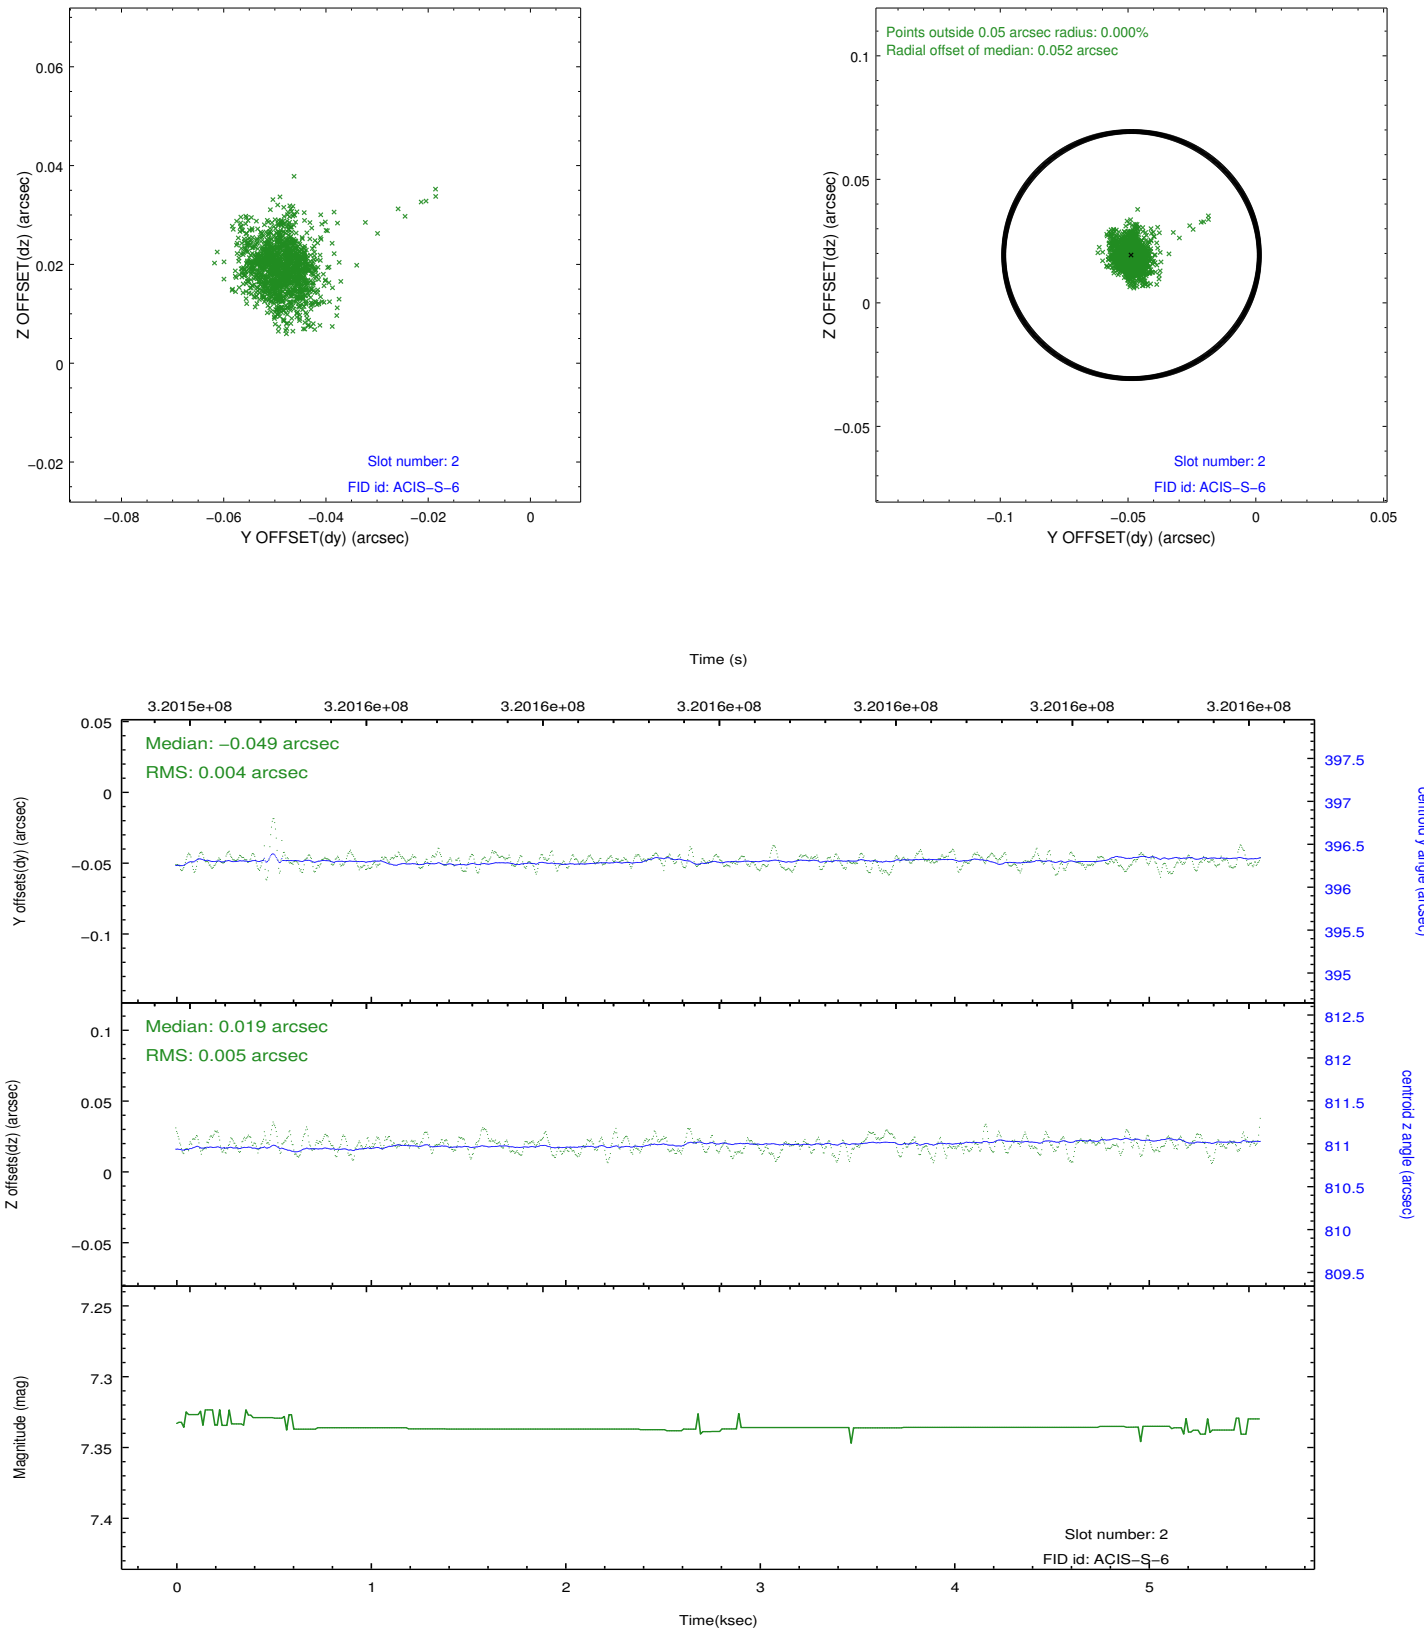 0.06
0.04
0.02
0
−0.02
Z OFFSET(dz) (arcsec)
Slot number: 2
FID id: ACIS−S−6
−0.08 −0.06 −0.04 −0.02 0
Y OFFSET(dy) (arcsec)
Points outside 0.05 arcsec radius: 0.000%
Radial offset of median: 0.052 arcsec
0.1
0.05
0
−0.05
Z OFFSET(dz) (arcsec)
Slot number: 2
FID id: ACIS−S−6
−0.1 −0.05 0 0.05
Y OFFSET(dy) (arcsec)
Time (s)
3.2015e+08 3.2016e+08 3.2016e+08 3.2016e+08 3.2016e+08 3.2016e+08 3.2016e+08
Median: −0.049 arcsec
RMS: 0.004 arcsec
0.05
0
−0.05
−0.1
Y offsets(dy) (arcsec)
397.5
397
396.5
396
395.5
395
centroid y angle (arcsec)
Median: 0.019 arcsec
RMS: 0.005 arcsec
0.1
0.05
0
−0.05
Z offsets(dz) (arcsec)
812.5
812
811.5
811
810.5
810
809.5
centroid z angle (arcsec)
7.25
7.3
7.35
7.4
Magnitude (mag)
Slot number: 2
FID id: ACIS−S−6
0 1 2 3 4 5
Time(ksec)